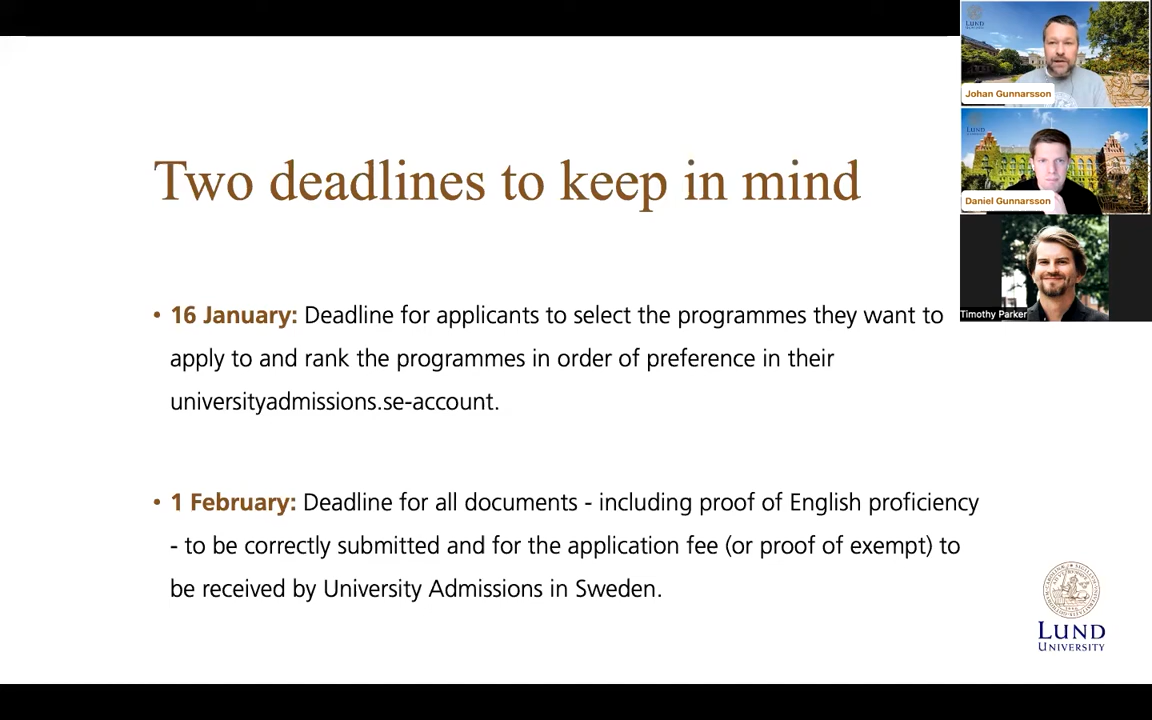 Two deadlines to keep in mind
• 16 January: Deadline for applicants to select the programmes they want to
apply to and rank the programmes in order of preference in their
universityadmissions.se-account.
• 1 February: Deadline for all documents - including proof of English proficiency
- to be correctly submitted and for the application fee (or proof of exempt) to
be received by University Admissions in Sweden.
LUND
Johan Gunnarsson
Daniel Gunnarsson
Timothy Parker
LUND
UNIVERSITY